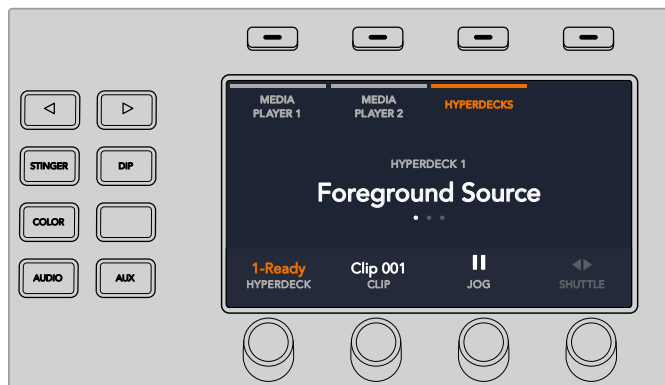 MEDIA
PLAYER 1
MEDIA
PLAYER 2
HYPERDECKS
STINGER
DIP
HYPERDECK 1
Foreground Source
COLOR
AUDIO
AUX
1-Ready
HYPERDECK
Clip 001
CLIP
JOG
SHUTTLE